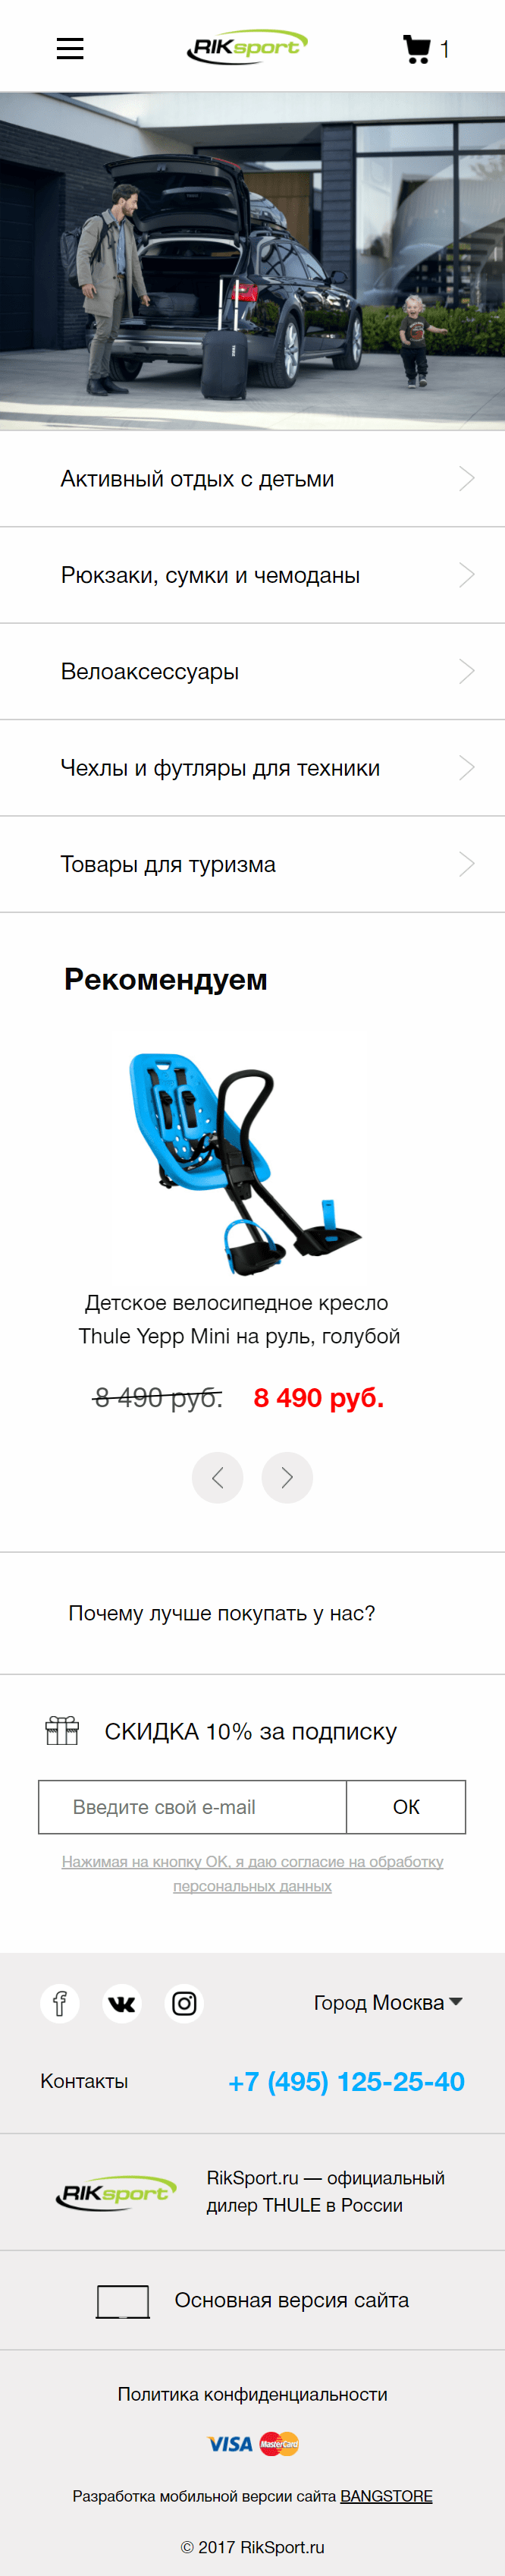 RIKsport
1
Активный отдых с детьми
Рюкзаки, сумки и чемоданы
Велоаксессуары
Чехлы и футляры для техники
Товары для туризма
Рекомендуем
Детское велосипедное кресло
Thule Yepp Mini на руль, голубой
8 490 руб. 8 490 руб.
Почему лучше покупать у нас?
СКИДКА 10% за подписку
Введите свой e-mail ОК
Нажимая на кнопку ОК, я даю согласие на обработку
персональных данных
Город Москва
Контакты +7 (495) 125-25-40
RIKsport
RikSport.ru — официальный
дилер THULE в России
Основная версия сайта
Политика конфиденциальности
VISA MasterCard
Разработка мобильной версии сайта BANGSTORE
© 2017 RikSport.ru